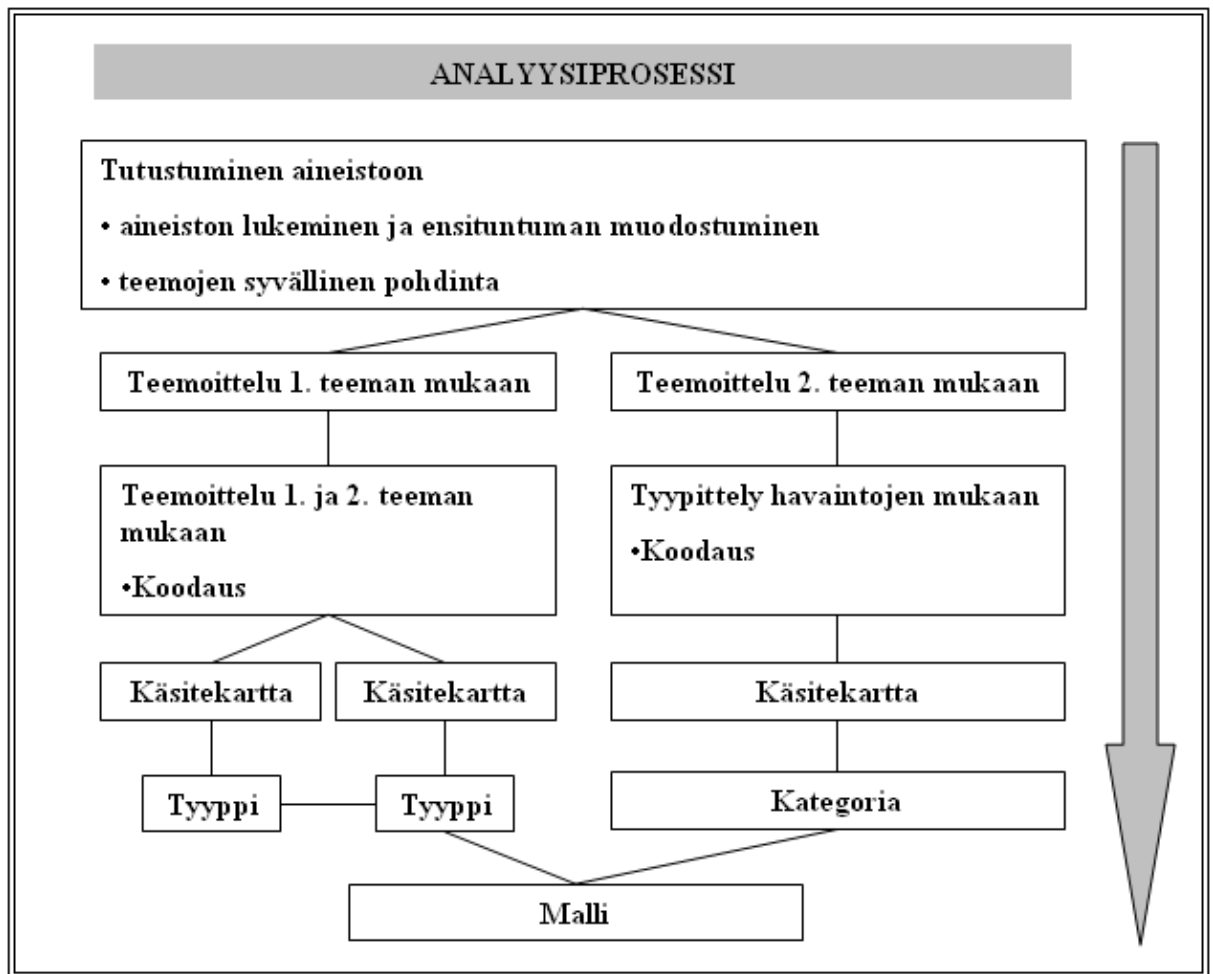 ANALYYSIPROSESSI
Tutustuminen aineistoon
• aineiston lukeminen ja ensituntuman muodostuminen
• teemojen syvällinen pohdinta
Teemoittelu 1. teeman mukaan
Teemoittelu 2. teeman mukaan
Teemoittelu 1. ja 2. teeman
mukaan
•Koodaus
Tyypittely havaintojen mukaan
•Koodaus
Käsitekartta
Käsitekartta
Käsitekartta
Tyyppi
Tyyppi
Kategoria
Malli